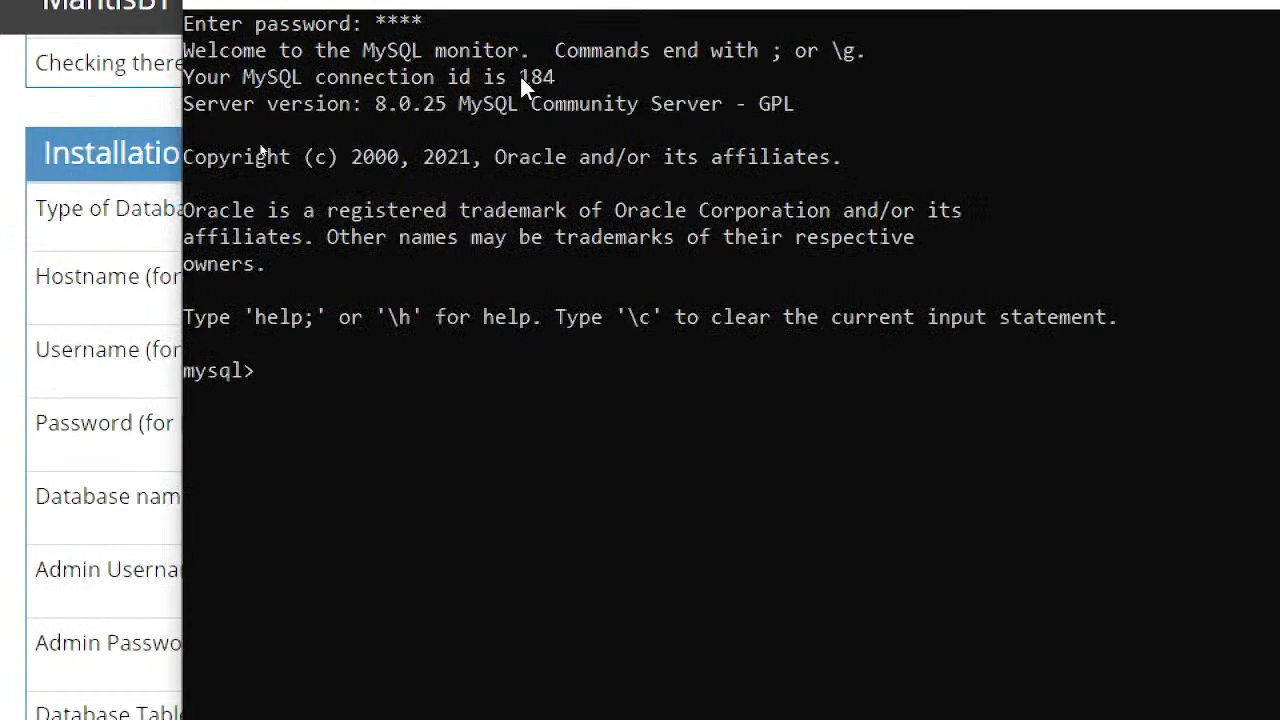 MantisBT
Checking there
Installatio
Type of Databa
Hostname (for
Username (for
Password (for
Database nam
Admin Userna
Admin Passwo
Database Tabl
Enter password: ****
Welcome to the MySQL monitor.  Commands end with ; or \g.
Your MySQL connection id is 184
Server version: 8.0.25 MySQL Community Server - GPL
Copyright (c) 2000, 2021, Oracle and/or its affiliates.
Oracle is a registered trademark of Oracle Corporation and/or its
affiliates. Other names may be trademarks of their respective
owners.
Type 'help;' or '\h' for help. Type '\c' to clear the current input statement.
mysql>